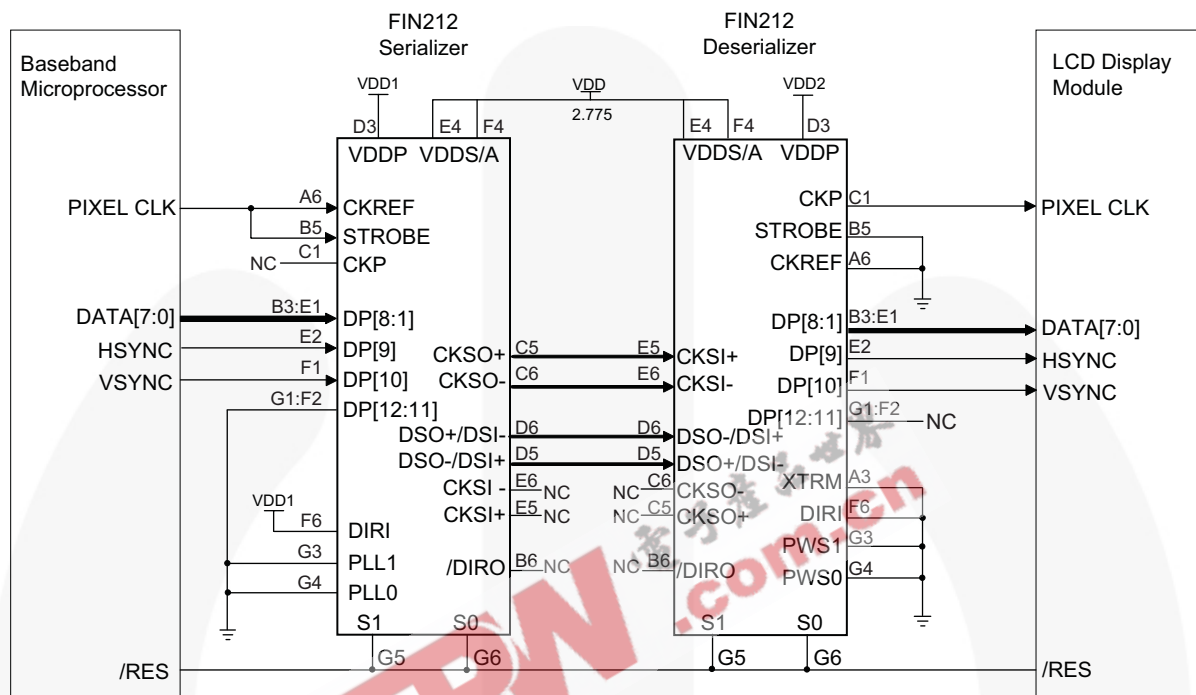 FIN212
Serializer
FIN212
Deserializer
Baseband
Microprocessor
LCD Display
Module
VDD1
VDD
2.775
VDD2
D3
E4
F4
E4
F4
D3
VDDP
VDDS/A
VDDS/A
VDDP
PIXEL CLK
A6
CKREF
B5
STROBE
NC
C1
CKP
CKP
C1
PIXEL CLK
STROBE
B5
CKREF
A6
DATA[7:0]
B3:E1
DP[8:1]
HSYNC
E2
DP[9]
VSYNC
F1
DP[10]
G1:F2
DP[12:11]
DP[8:1]
B3:E1
DATA[7:0]
DP[9]
E2
HSYNC
DP[10]
F1
VSYNC
DP[12:11]
G1:F2
NC
CKSO+
C5
E5
CKSI+
CKSO-
C6
E6
CKSI-
DSO+/DSI-
D6
D6
DSO-/DSI+
DSO-/DSI+
D5
D5
DSO+/DSI-
CKSI -
E6
NC
NC
C6
CKSO-
CKSI+
E5
NC
NC
C5
CKSO+
XTRM
A3
VDD1
F6
DIRI
DIRI
F6
G3
PLL1
PWS1
G3
G4
PLL0
PWS0
G4
/DIRO
B6
NC
NC
B6
/DIRO
S1
S0
S1
S0
/RES
G5
G6
G5
G6
/RES
.com.cn